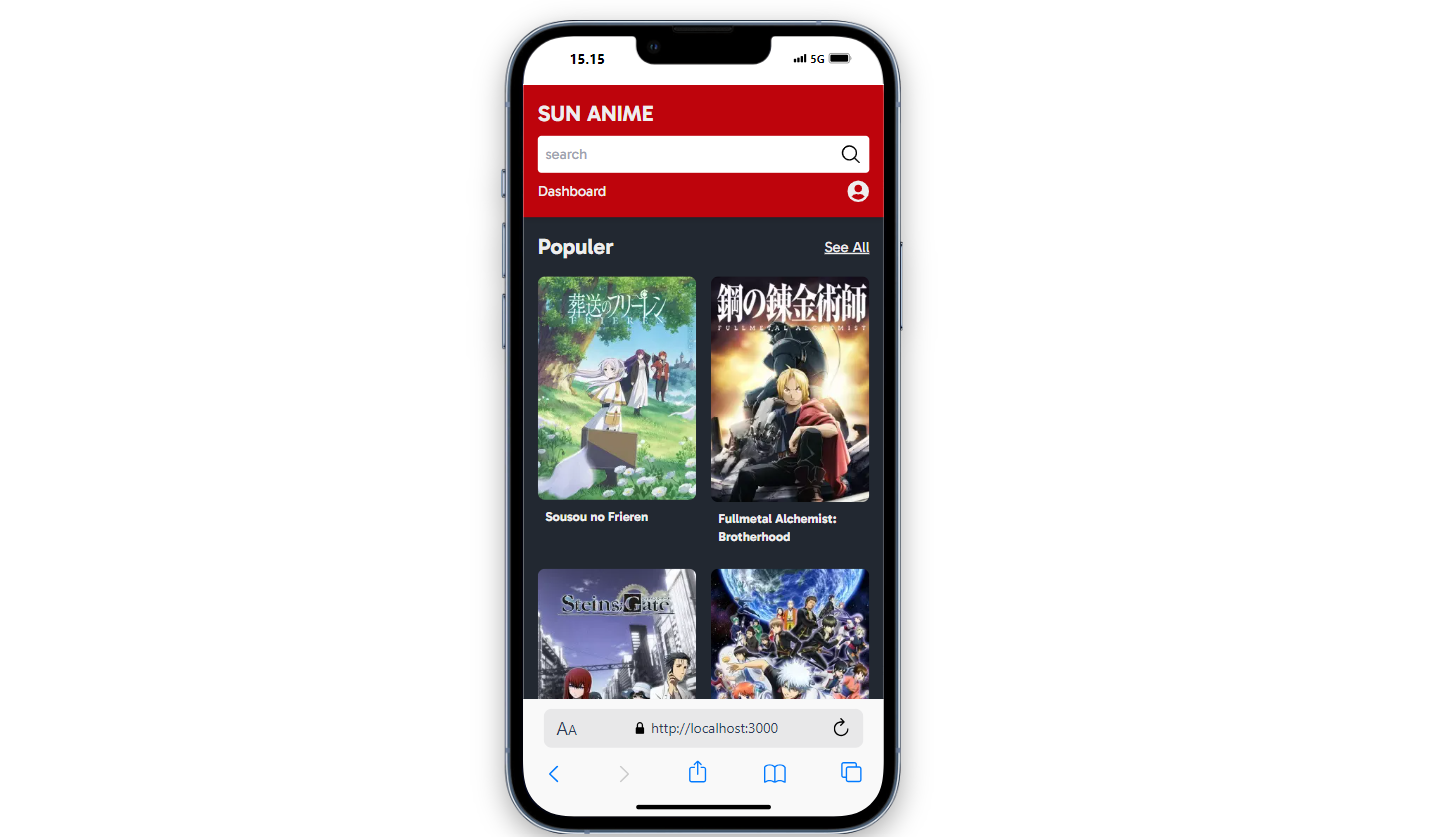 15.15
5G
SUN ANIME
search
Dashboard
Populer
See All
葬送のフリーレン
FRIEREN
鋼の錬金術師
FULLMETAL ALCHEMIST
Sousou no Frieren
Fullmetal Alchemist:
Brotherhood
Steins;Gate
AA
http://localhost:3000